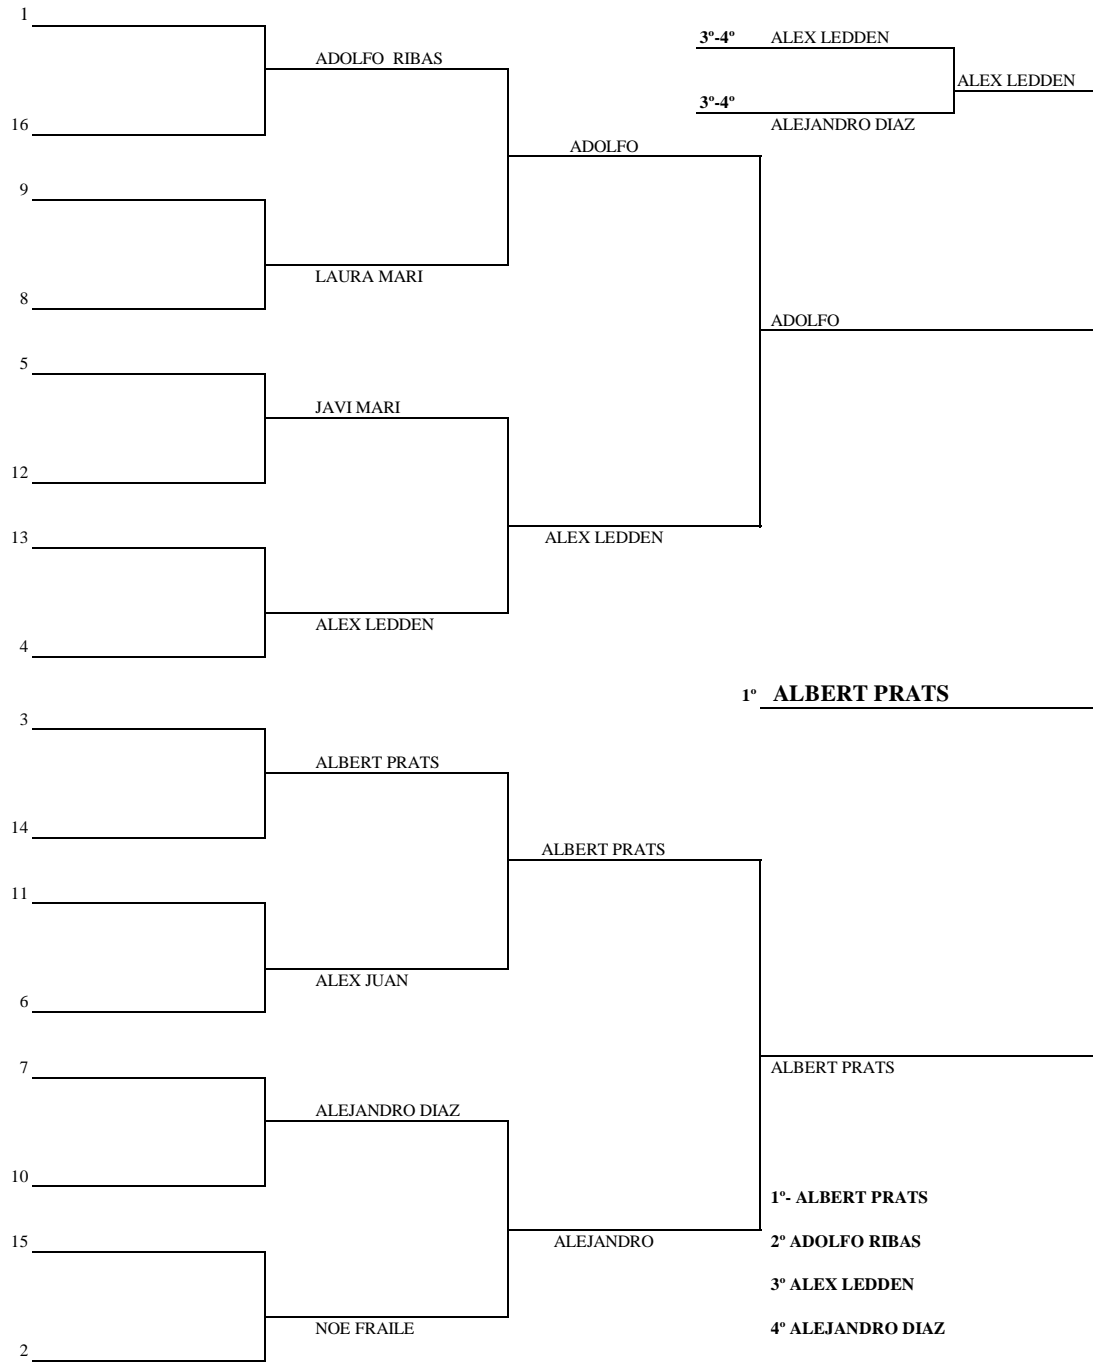 1
3º-4º ALEX LEDDEN
ADOLFO RIBAS
ALEX LEDDEN
3º-4º
16
ALEJANDRO DIAZ
ADOLFO
9
LAURA MARI
8
ADOLFO
5
JAVI MARI
12
13
ALEX LEDDEN
ALEX LEDDEN
4
1º ALBERT PRATS
3
ALBERT PRATS
14
ALBERT PRATS
11
ALEX JUAN
6
7
ALBERT PRATS
ALEJANDRO DIAZ
10
1º- ALBERT PRATS
15
ALEJANDRO
2º ADOLFO RIBAS
3º ALEX LEDDEN
NOE FRAILE
4º ALEJANDRO DIAZ
2